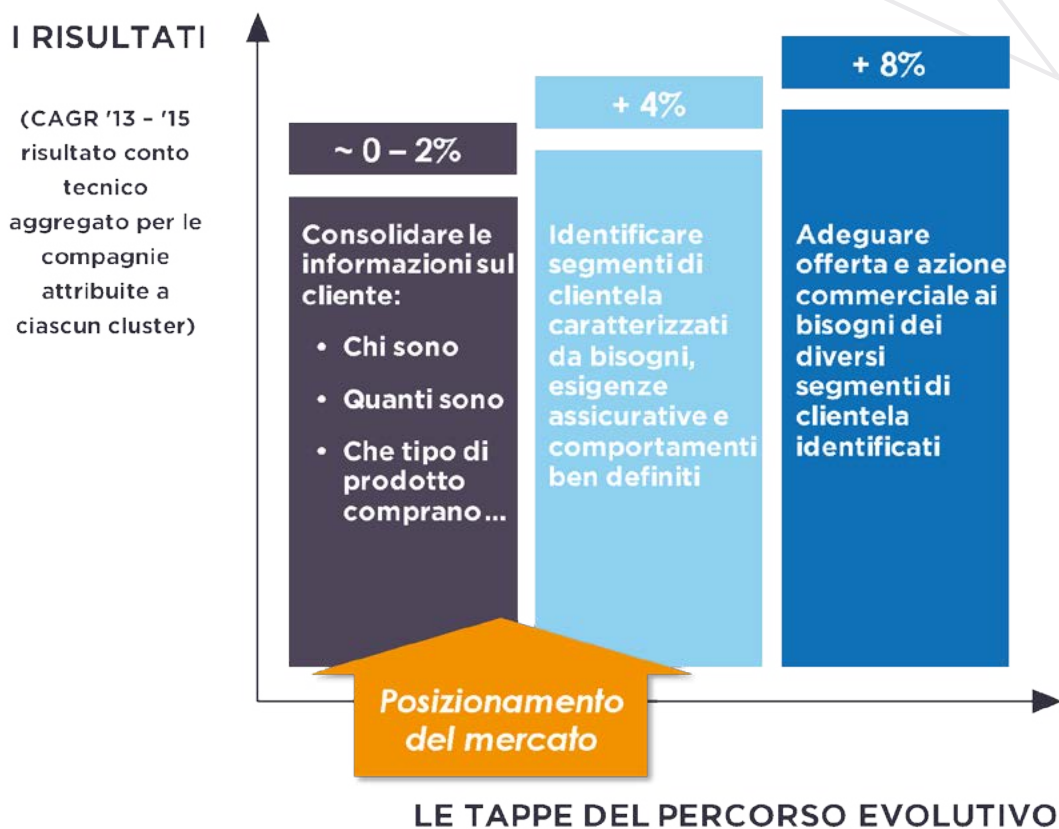 I RISULTATI
(CAGR '13 – '15
risultato conto
tecnico
aggregato per le
compagnie
attribuite a
ciascun cluster)
~ 0 – 2%
Consolidare le
informazioni sul
cliente:
• Chi sono
• Quanti sono
• Che tipo di
prodotto
comprano...
+ 4%
Identificare
segmenti di
clientela
caratterizzati
da bisogni,
esigenze
assicurative e
comportamenti
ben definiti
+ 8%
Adeguare
offerta e azione
commerciale ai
bisogni dei
diversi
segmenti di
clientela
identificati
Posizionamento
del mercato
LE TAPPE DEL PERCORSO EVOLUTIVO